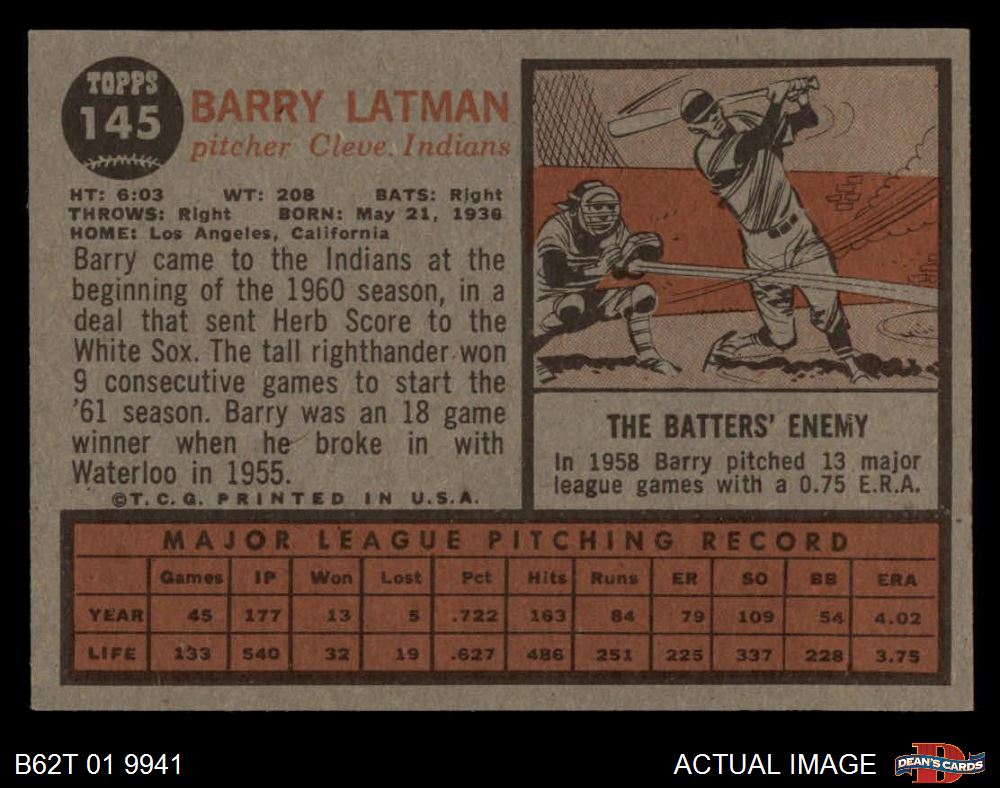 TOPPS
145
BARRY LATMAN
pitcher Cleve. Indians
HT: 6:03 WT: 208 BATS: Right
THROWS: Right BORN: May 21, 1936
HOME: Los Angeles, California
Barry came to the Indians at the
beginning of the 1960 season, in a
deal that sent Herb Score to the
White Sox. The tall righthander won
9 consecutive games to start the
'61 season. Barry was an 18 game
winner when he broke in with
Waterloo in 1955.
©T.C.G. PRINTED IN U.S.A.
THE BATTERS' ENEMY
In 1958 Barry pitched 13 major
league games with a 0.75 E.R.A.
MAJOR LEAGUE PITCHING RECORD
Games IP Won Lost Pct Hits Runs ER SO BB ERA
YEAR 45 177 13 5 .722 163 84 79 109 54 4.02
LIFE 133 540 32 19 .627 486 251 225 337 228 3.75
B62T 01 9941
ACTUAL IMAGE
DEAN'S CARDS